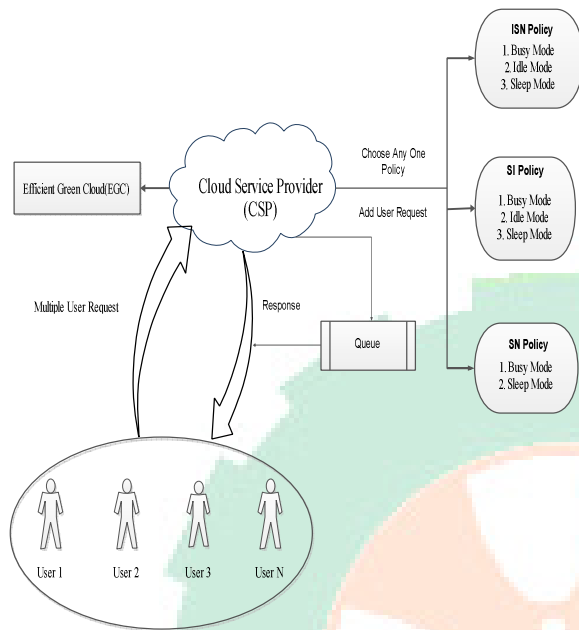 ISN Policy
1. Busy Mode
2. Idle Mode
3. Sleep Mode
Choose Any One
Policy
Cloud Service Provider
(CSP)
Efficient Green Cloud(EGC)
SI Policy
1. Busy Mode
2. Idle Mode
3. Sleep Mode
Add User Request
Multiple User Request
Response
Queue
SN Policy
1. Busy Mode
2. Sleep Mode
User 1
User 2
User 3
User N